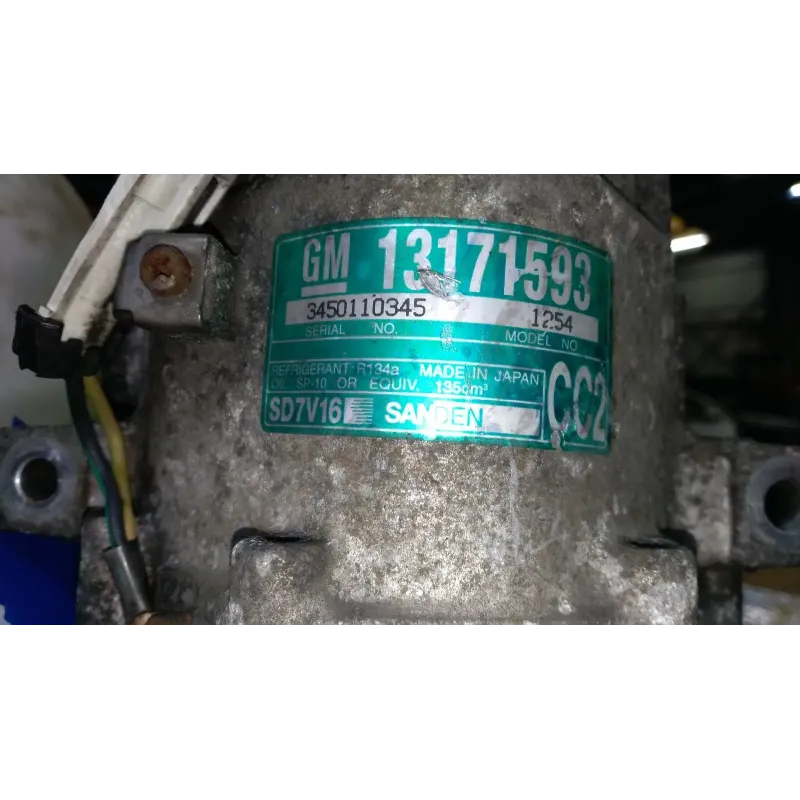 GM 13171593
3450110345 1254
SERIAL NO. MODEL NO
REFRIGERANT R134a MADE IN JAPAN
OIL SP-10 OR EQUIV. 135cm³
SD7V16 SANDEN
CC2